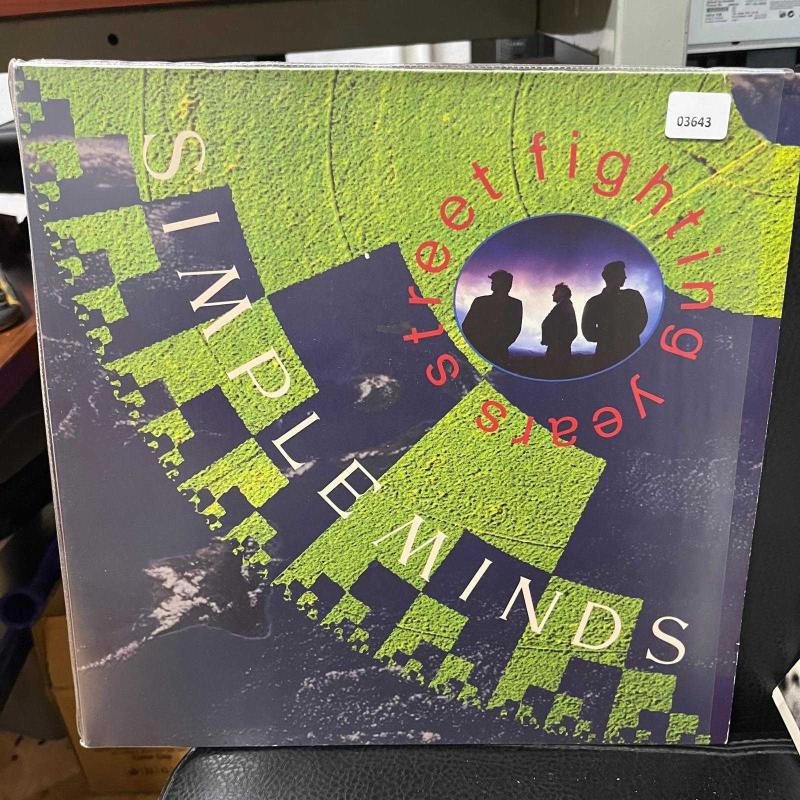 03643
street fighting years
SIMPLE MINDS